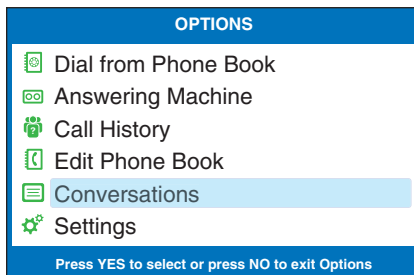 OPTIONS
Dial from Phone Book
Answering Machine
Call History
Edit Phone Book
Conversations
Settings
Press YES to select or press NO to exit Options